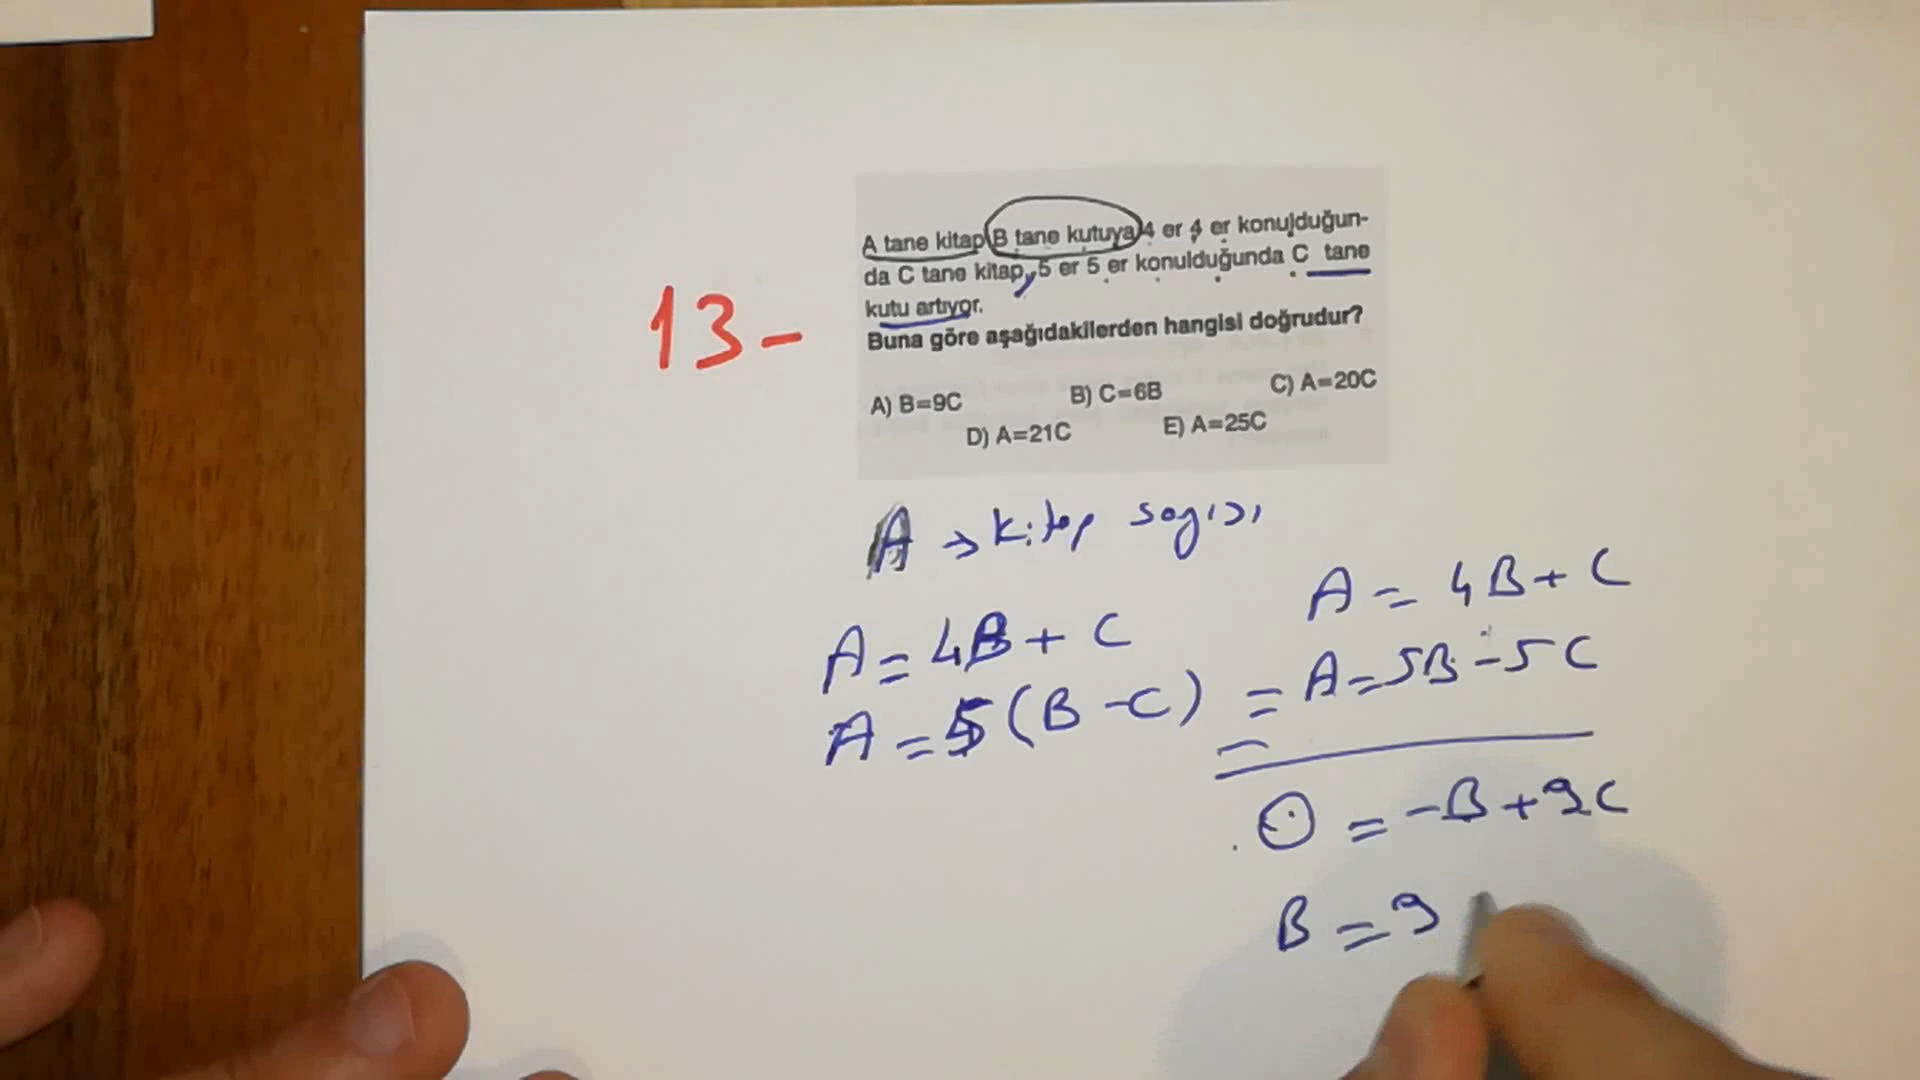 13-
A tane kitap B tane kutuya 4 er 4 er konulduğun-
da C tane kitap, 5 er 5 er konulduğunda C tane
kutu artıyor.
Buna göre aşağıdakilerden hangisi doğrudur?
A) B=9C B) C=6B C) A=20C
D) A=21C E) A=25C
A → kitap sayısı
A = 4B + C
A = 5(B-C)
A = 4B + C
= A = 5B - 5C
0 = -B + 9C
B = 9